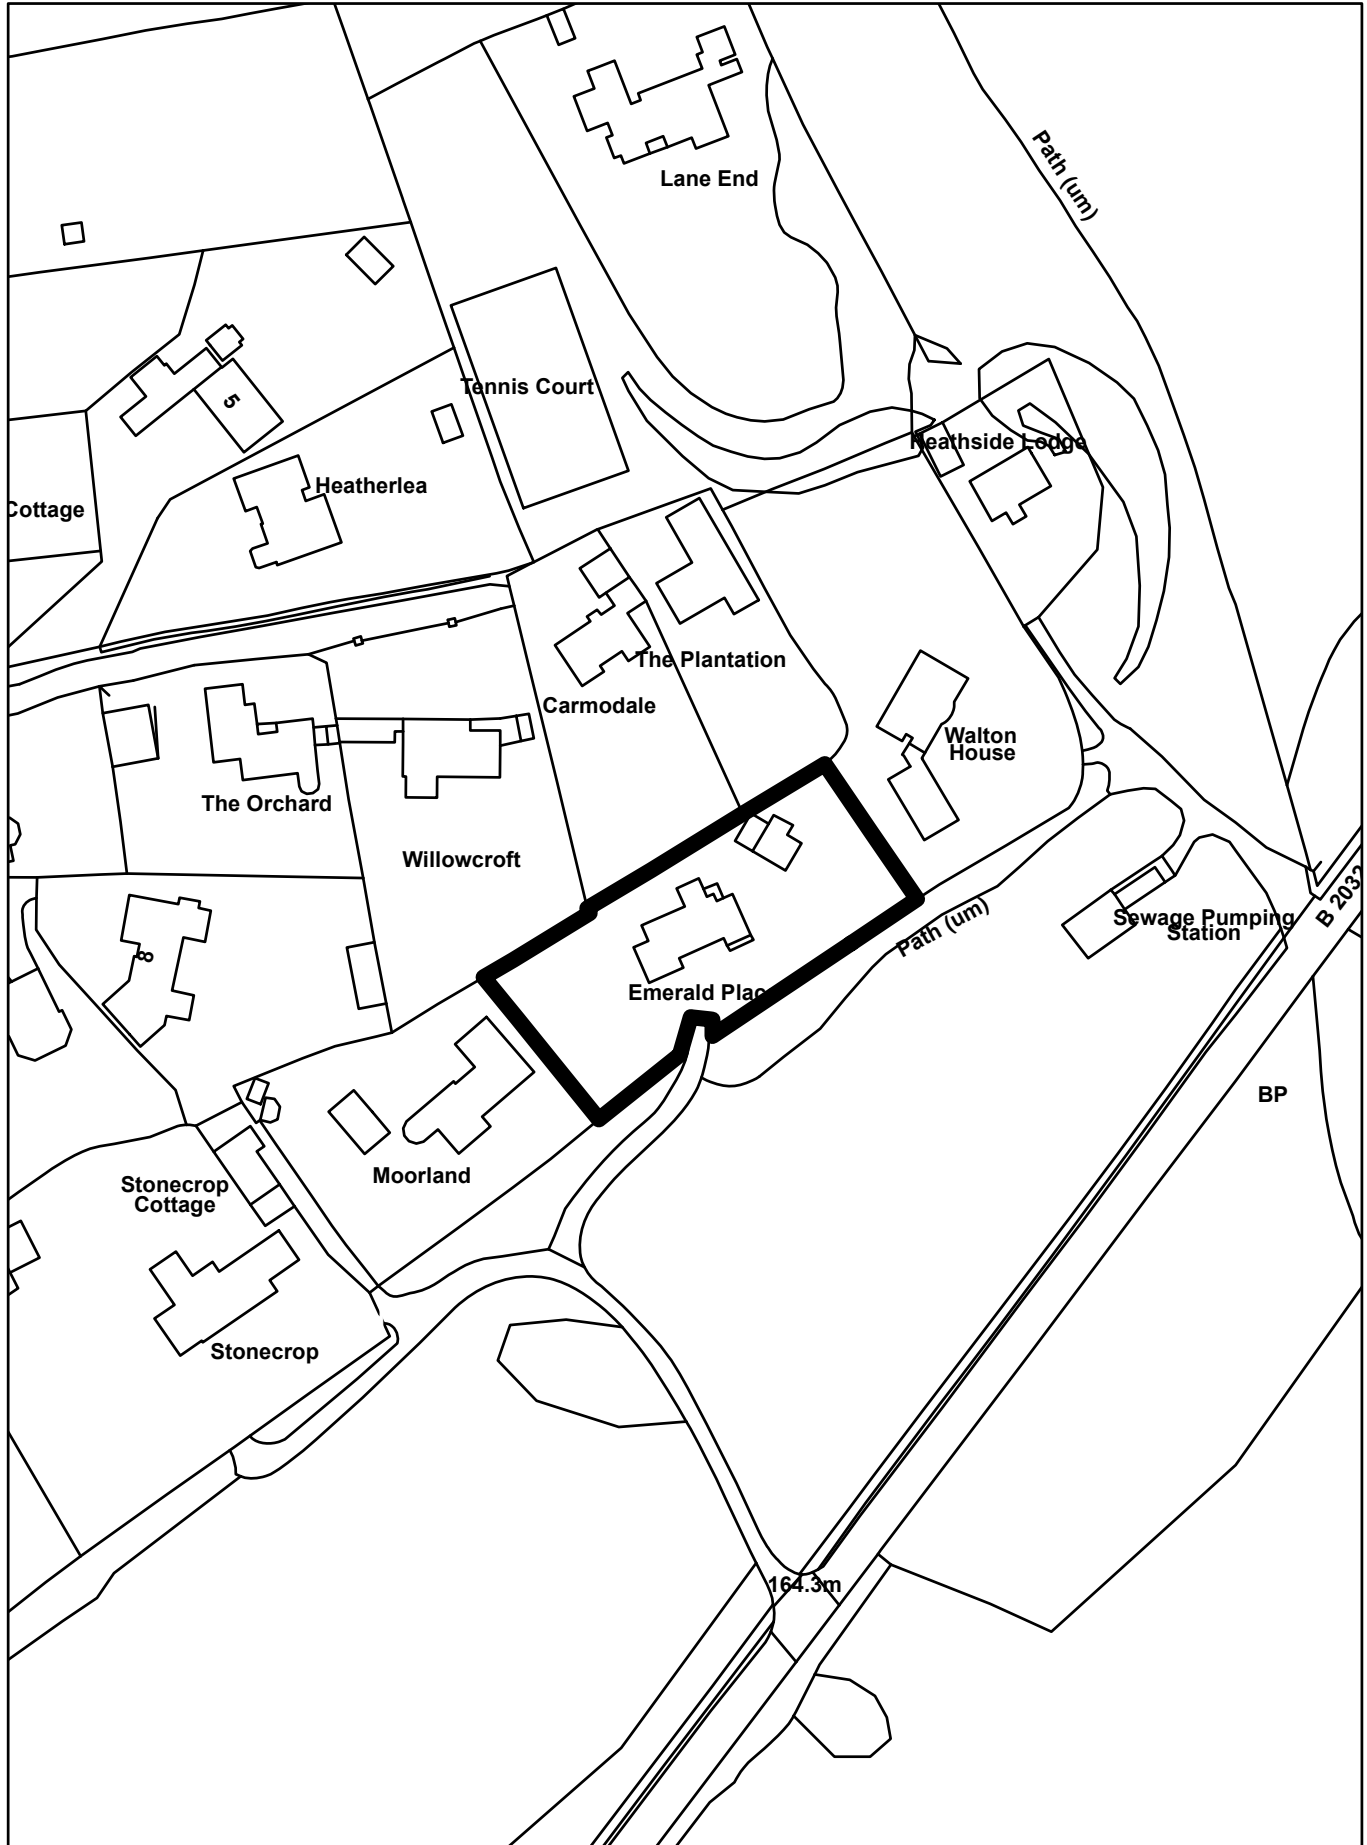 Path (um)
Lane End
Tennis Court
5
Heathside Lodge
Heatherlea
Cottage
The Plantation
Carmodale
Walton
House
The Orchard
Willowcroft
Path (um)
B 2032
Sewage Pumping
Station
8
Emerald Plac
BP
Moorland
Stonecrop
Cottage
Stonecrop
164.3m